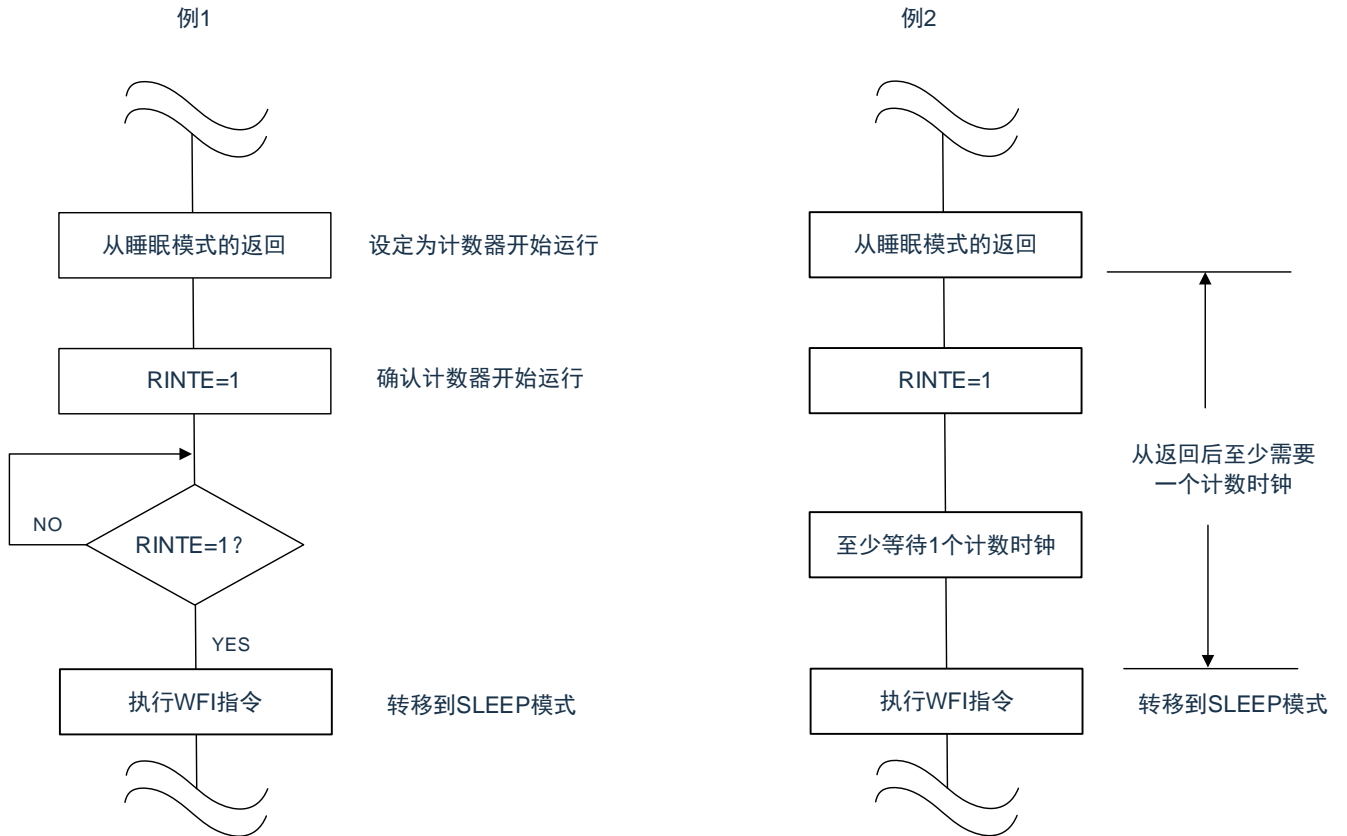 例1
从睡眠模式的返回
设定为计数器开始运行
RINTE=1
确认计数器开始运行
NO
RINTE=1?
YES
执行WFI指令
转移到SLEEP模式
例2
从睡眠模式的返回
RINTE=1
从返回后至少需要
一个计数时钟
至少等待1个计数时钟
执行WFI指令
转移到SLEEP模式